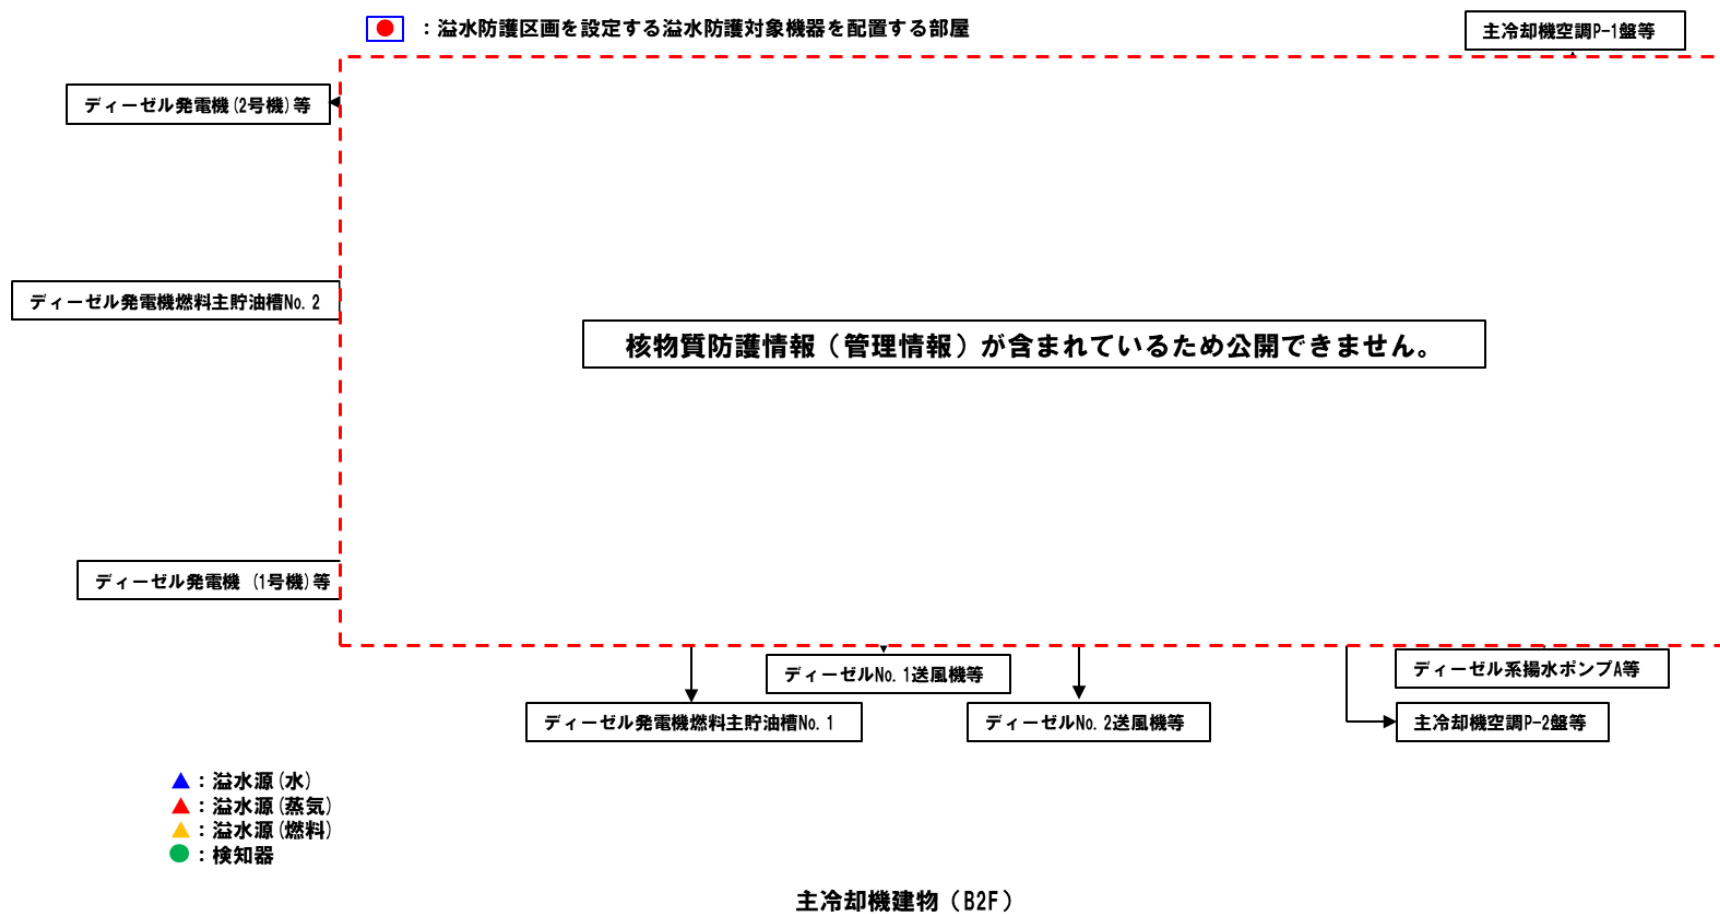 ：溢水防護区画を設定する溢水防護対象機器を配置する部屋
主冷却機空調P-1盤等
ディーゼル発電機(2号機)等
ディーゼル発電機燃料主貯油槽No.2
核物質防護情報（管理情報）が含まれているため公開できません。
ディーゼル発電機 (1号機)等
ディーゼルNo.1送風機等
ディーゼル系揚水ポンプA等
ディーゼル発電機燃料主貯油槽No.1
ディーゼルNo.2送風機等
主冷却機空調P-2盤等
：溢水源(水)
：溢水源(蒸気)
：溢水源(燃料)
：検知器
主冷却機建物（B2F）